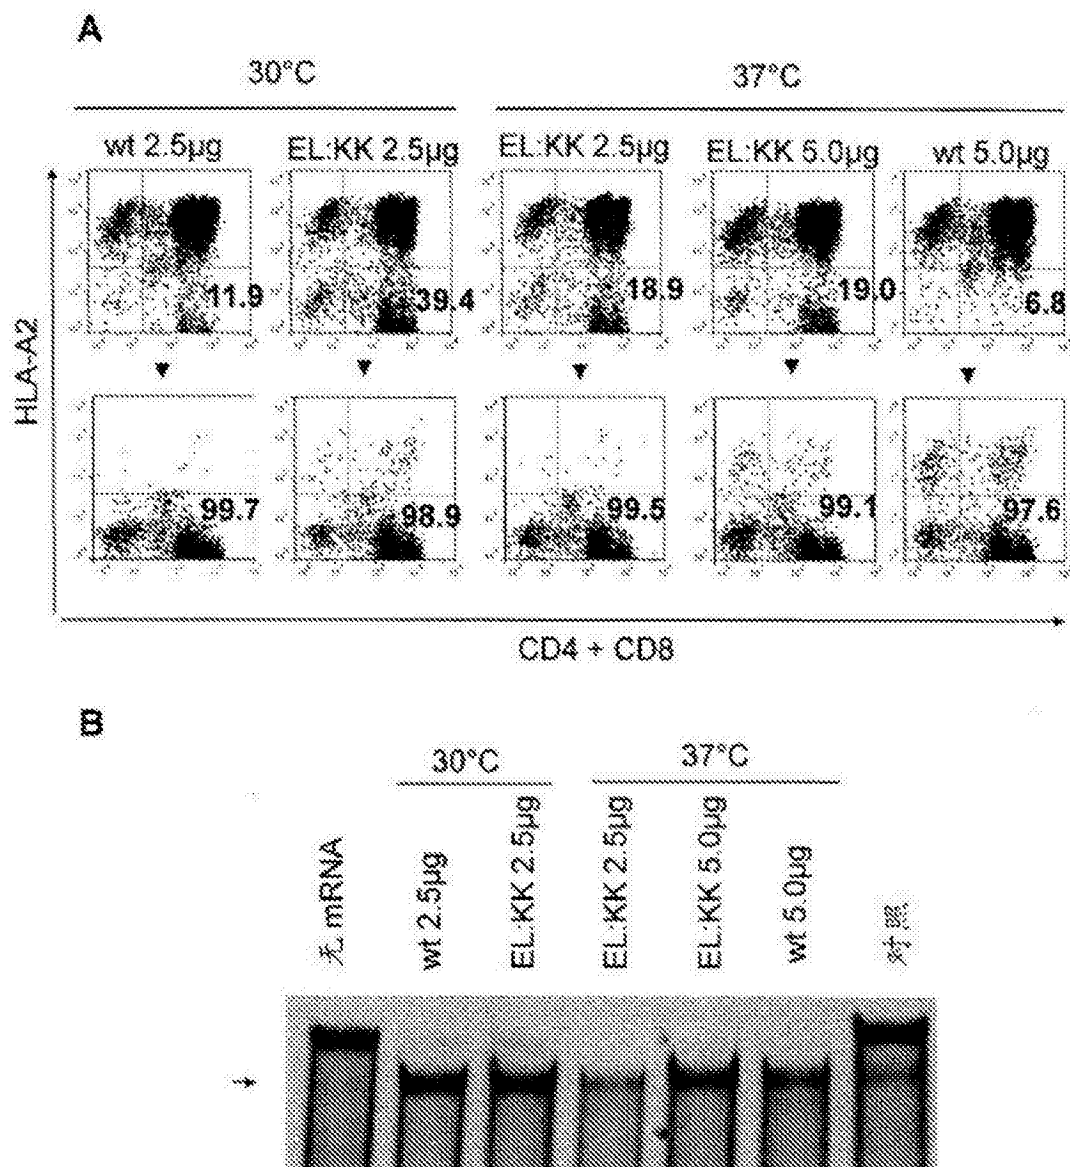 A
30°C 37°C
wt 2.5µg EL:KK 2.5µg EL:KK 2.5µg EL:KK 5.0µg wt 5.0µg
11.9 39.4 18.9 19.0 6.8
HLA-A2
99.7 98.9 99.5 99.1 97.6
CD4 + CD8
B
30°C 37°C
无 mRNA wt 2.5µg EL:KK 2.5µg EL:KK 2.5µg EL:KK 5.0µg wt 5.0µg 对照